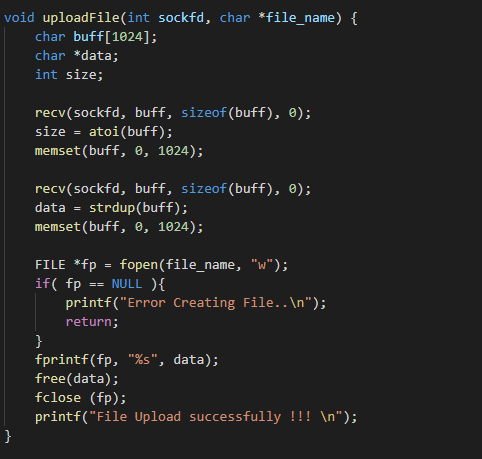 void uploadFile(int sockfd, char *file_name) {
    char buff[1024];
    char *data;
    int size;

    recv(sockfd, buff, sizeof(buff), 0);
    size = atoi(buff);
    memset(buff, 0, 1024);

    recv(sockfd, buff, sizeof(buff), 0);
    data = strdup(buff);
    memset(buff, 0, 1024);

    FILE *fp = fopen(file_name, "w");
    if( fp == NULL ){
        printf("Error Creating File..\n");
        return;
    }
    fprintf(fp, "%s", data);
    free(data);
    fclose (fp);
    printf("File Upload successfully !!! \n");
}